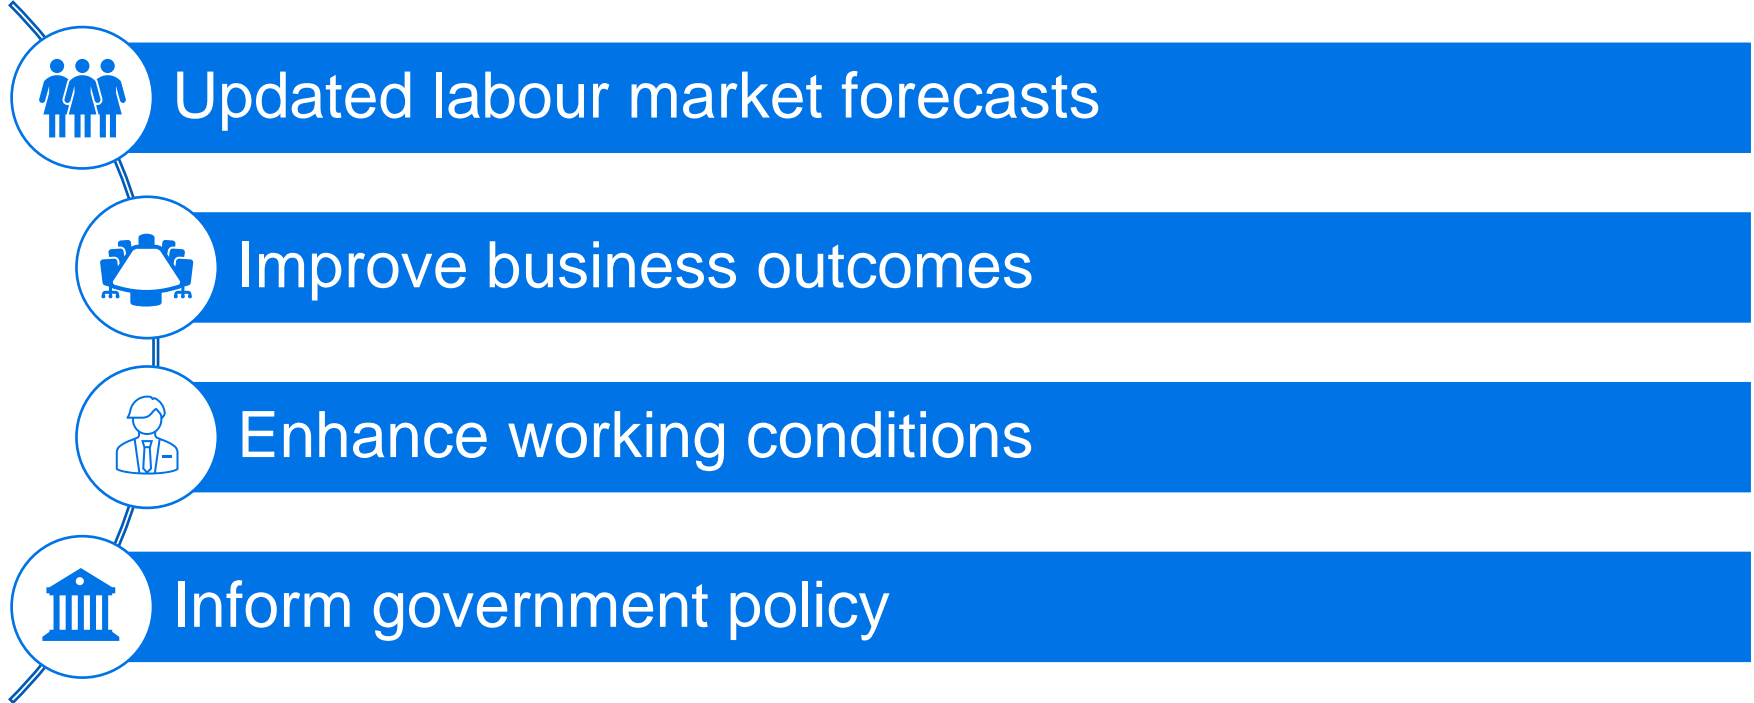 Updated labour market forecasts
Improve business outcomes
Enhance working conditions
Inform government policy